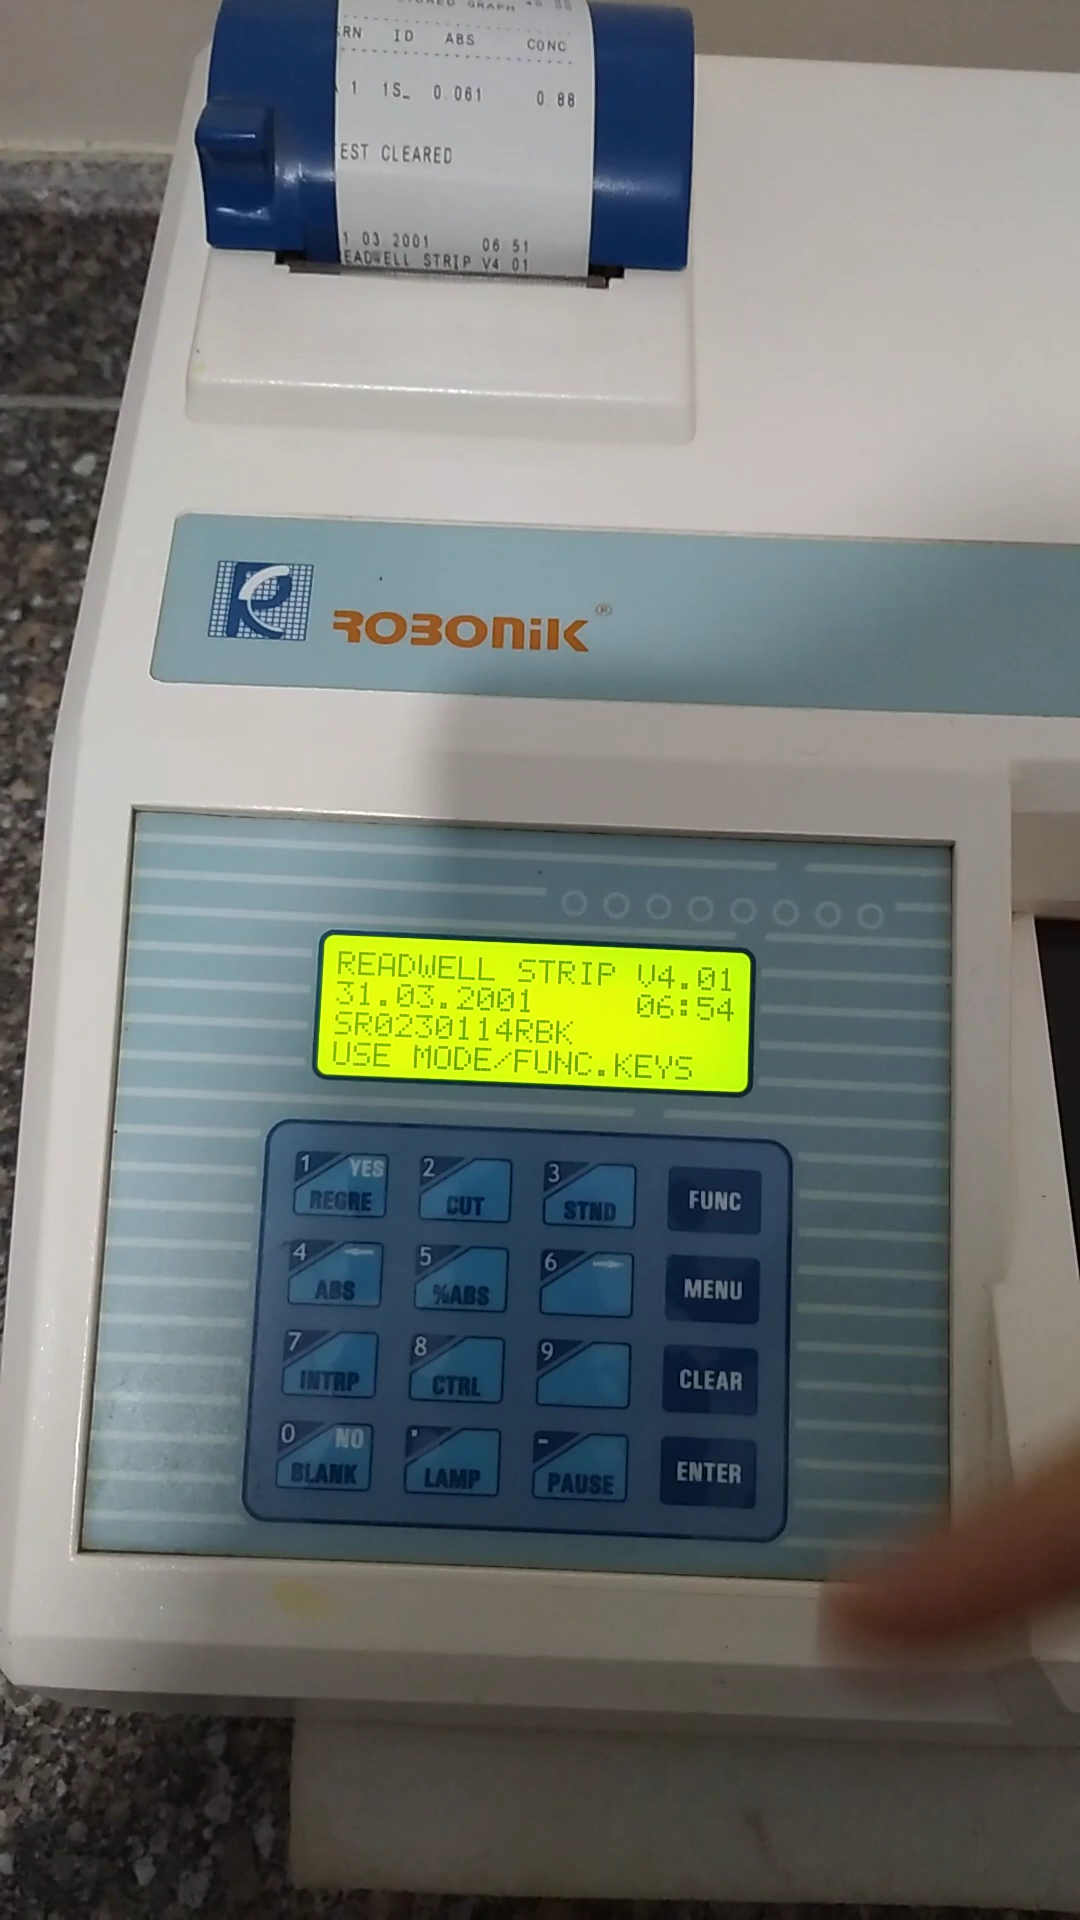 STORED GRAPH
SRN ID ABS CONC
1 1S_ 0.061 0.88
EST CLEARED
1 03 2001 06 51
EADWELL STRIP V4 01
ROBONiK®
READWELL STRIP V4.01
31.03.2001 06:54
SR0230114RBK
USE MODE/FUNC.KEYS
1 YES REGRE
2 CUT
3 STND
FUNC
4 ABS
5 %ABS
6
MENU
7 INTRP
8 CTRL
9
CLEAR
0 NO BLANK
. LAMP
- PAUSE
ENTER